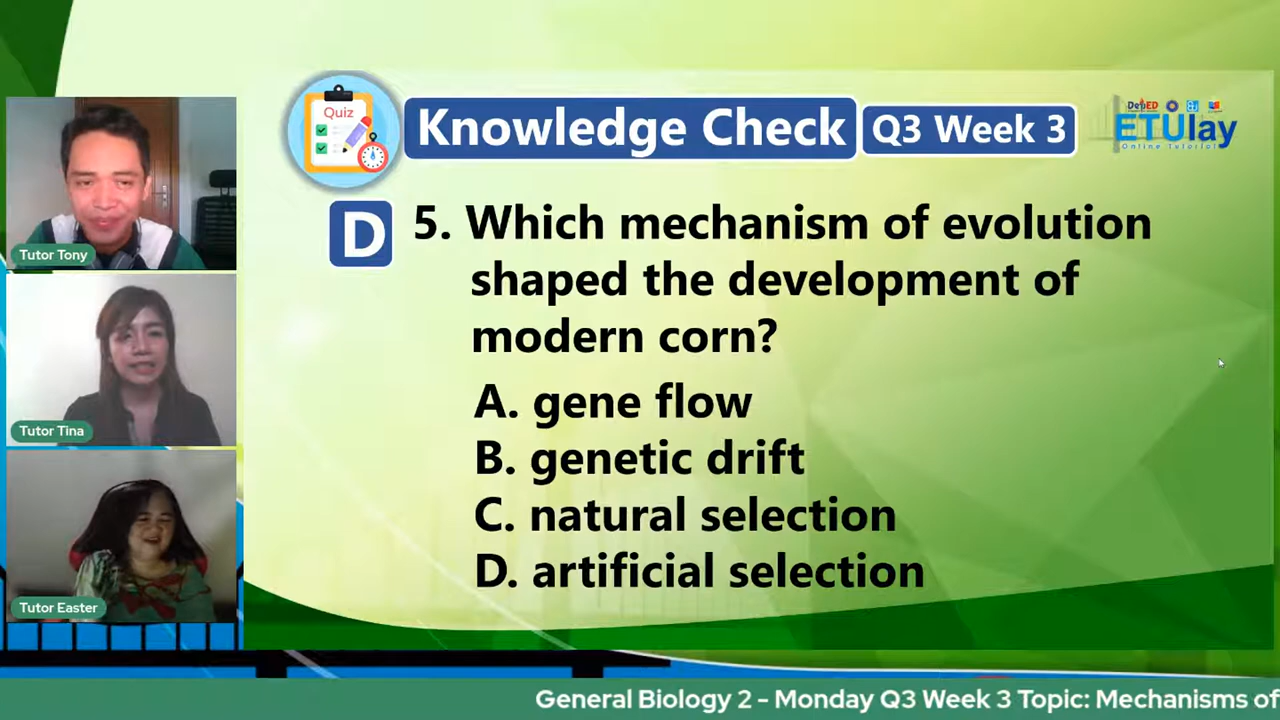 Quiz
Knowledge Check
Q3 Week 3
DepED
ETUlay
Online Tutorial
D
5. Which mechanism of evolution
shaped the development of
modern corn?
A. gene flow
B. genetic drift
C. natural selection
D. artificial selection
Tutor Tony
Tutor Tina
Tutor Easter
General Biology 2 - Monday Q3 Week 3 Topic: Mechanisms of